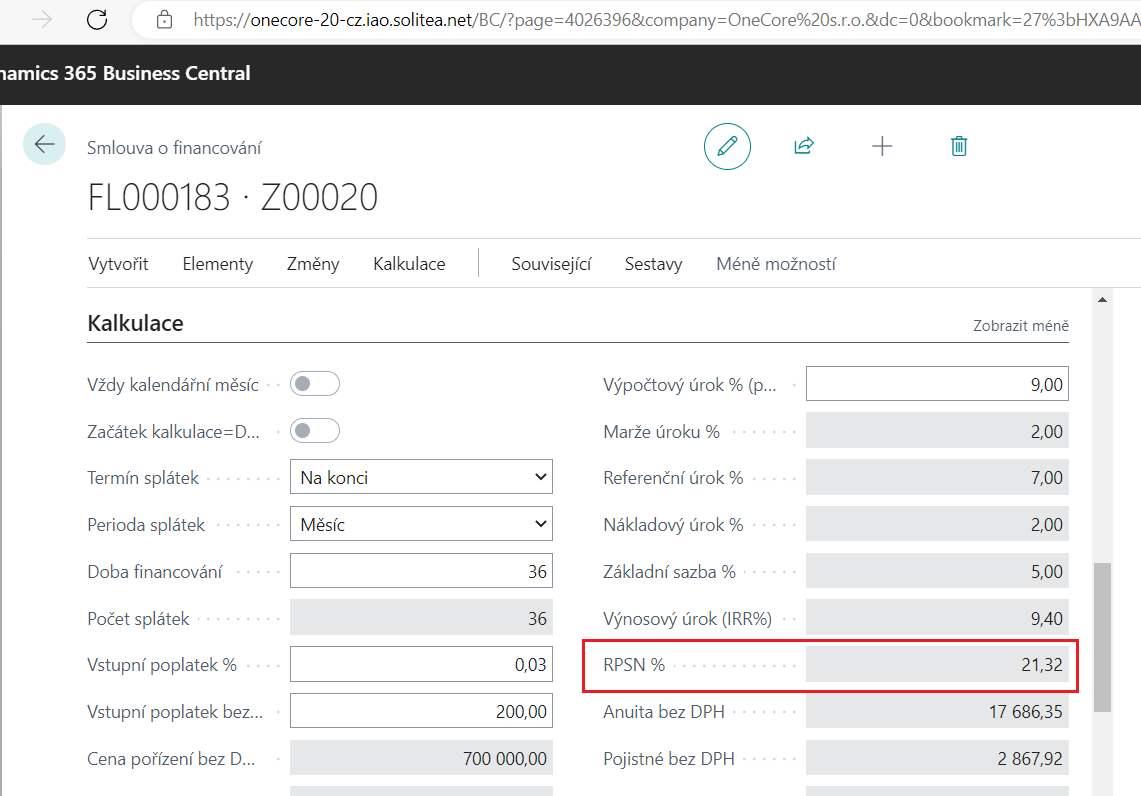 https://onecore-20-cz.iao.solitea.net/BC/?page=4026396&company=OneCore%20s.r.o.&dc=0&bookmark=27%3bHXA9AA
namics 365 Business Central
Smlouva o financování
FL000183 · Z00020
Vytvořit Elementy Změny Kalkulace Související Sestavy Méně možností
Kalkulace Zobrazit méně
Vždy kalendářní měsíc Výpočtový úrok % (p... 9,00
Začátek kalkulace=D... Marže úroku % 2,00
Termín splátek Na konci Referenční úrok % 7,00
Perioda splátek Měsíc Nákladový úrok % 2,00
Doba financování 36 Základní sazba % 5,00
Počet splátek 36 Výnosový úrok (IRR%) 9,40
Vstupní poplatek % 0,03 RPSN % 21,32
Vstupní poplatek bez... 200,00 Anuita bez DPH 17 686,35
Cena pořízení bez D... 700 000,00 Pojistné bez DPH 2 867,92